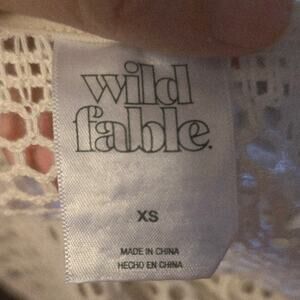 wild
fable.
XS
MADE IN CHINA
HECHO EN CHINA